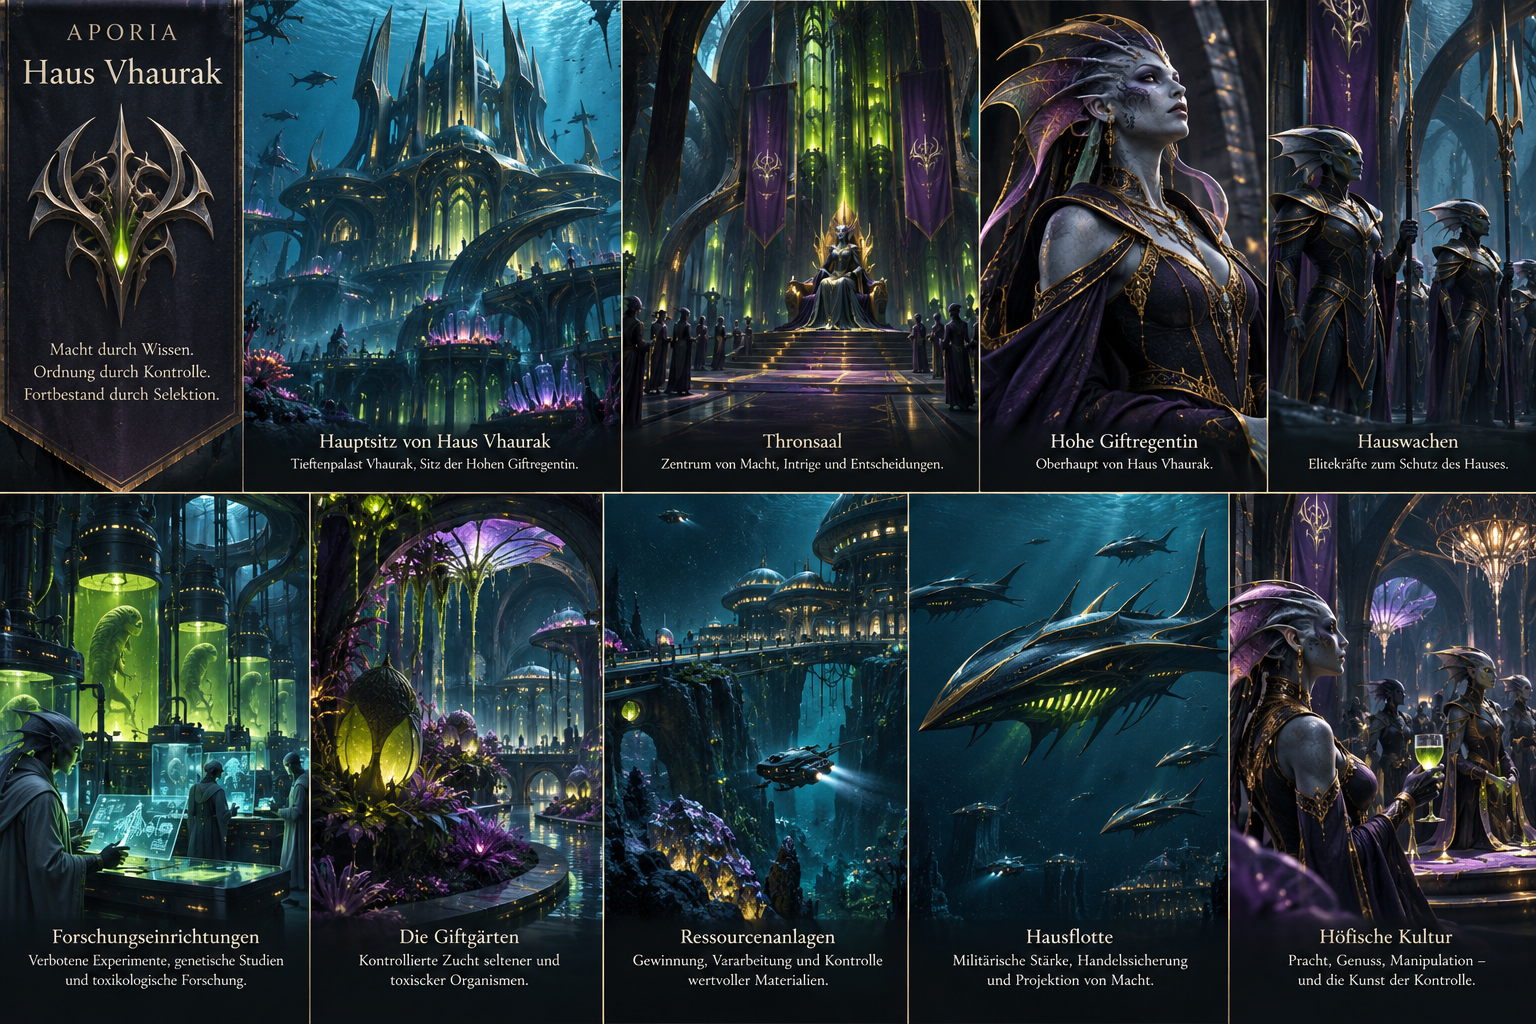 APORIA
Haus Vhaurak
Macht durch Wissen.
Ordnung durch Kontrolle.
Fortbestand durch Selektion.
Hauptsitz von Haus Vhaurak
Tieftenpalast Vhaurak, Sitz der Hohen Giftregentin.
Thronsaal
Zentrum von Macht, Intrige und Entscheidungen.
Hohe Giftregentin
Oberhaupt von Haus Vhaurak.
Hauswachen
Elitekräfte zum Schutz des Hauses.
Forschungseinrichtungen
Verbotene Experimente, genetische Studien
und toxikologische Forschung.
Die Giftgärten
Kontrollierte Zucht seltener und
toxiscker Organismen.
Ressourcenanlagen
Gewinnung, Vararbeitung und Kontrolle
wertvoller Materialien.
Hausflotte
Militärische Stärke, Handelssicherung
und Projektion von Macht.
Höfische Kultur
Pracht, Genuss, Manipulation –
und die Kunst der Kontrolle.